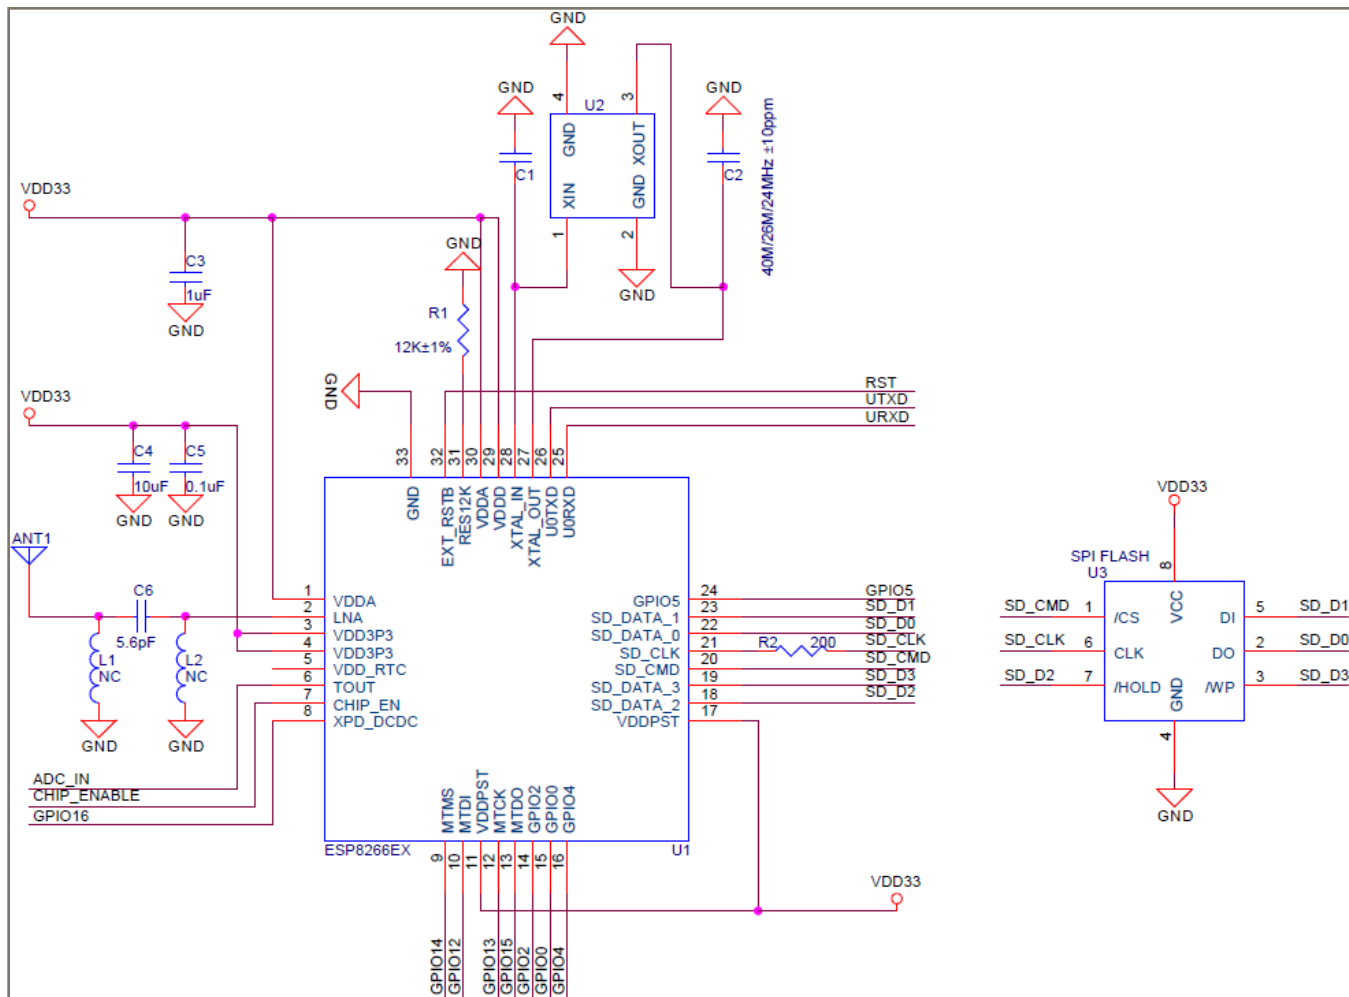 GND
GND
GND
4
3
U2
GND
XOUT
XIN
GND
C1
C2
1
2
40M/26M/24MHz ±10ppm
VDD33
GND
C3
1uF
GND
GND
R1
12K±1%
GND
VDD33
C4
C5
10uF
0.1uF
GND
GND
RST
UTXD
URXD
33
32
31
30
29
28
27
26
25
GND
EXT_RSTB
RES12K
VDDA
VDDD
XTAL_IN
XTAL_OUT
U0TXD
U0RXD
ANT1
C6
5.6pF
L1
NC
L2
NC
GND
GND
1
VDDA
2
LNA
3
VDD3P3
4
VDD3P3
5
VDD_RTC
6
TOUT
7
CHIP_EN
8
XPD_DCDC
GPIO5
24
GPIO5
SD_DATA_1
23
SD_D1
SD_DATA_0
22
SD_D0
SD_CLK
21
R2
200
SD_CLK
SD_CMD
20
SD_CMD
SD_DATA_3
19
SD_D3
SD_DATA_2
18
SD_D2
VDDPST
17
ADC_IN
CHIP_ENABLE
GPIO16
MTMS
MTDI
VDDPST
MTCK
MTDO
GPIO2
GPIO0
GPIO4
ESP8266EX
U1
9
10
11
12
13
14
15
16
VDD33
GPIO14
GPIO12
GPIO13
GPIO15
GPIO2
GPIO0
GPIO4
VDD33
SPI FLASH
U3
8
VCC
SD_CMD
1
/CS
DI
5
SD_D1
SD_CLK
6
CLK
DO
2
SD_D0
SD_D2
7
/HOLD
/WP
3
SD_D3
GND
4
GND